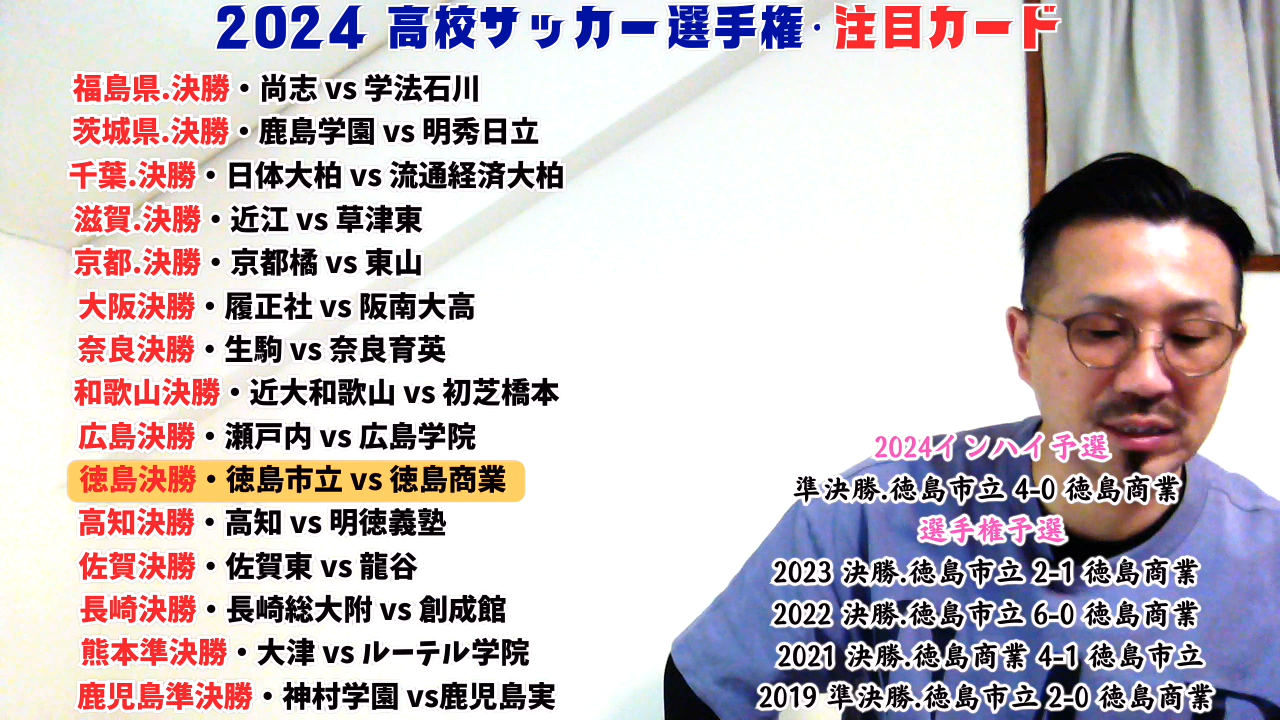 2024 高校サッカー選手権・注目カード
福島県.決勝・尚志 vs 学法石川
茨城県.決勝・鹿島学園 vs 明秀日立
千葉.決勝・日体大柏 vs 流通経済大柏
滋賀.決勝・近江 vs 草津東
京都.決勝・京都橘 vs 東山
大阪決勝・履正社 vs 阪南大高
奈良決勝・生駒 vs 奈良育英
和歌山決勝・近大和歌山 vs 初芝橋本
広島決勝・瀬戸内 vs 広島学院
徳島決勝・徳島市立 vs 徳島商業
高知決勝・高知 vs 明徳義塾
佐賀決勝・佐賀東 vs 龍谷
長崎決勝・長崎総大附 vs 創成館
熊本準決勝・大津 vs ルーテル学院
鹿児島準決勝・神村学園 vs鹿児島実
2024インハイ予選
準決勝.徳島市立 4-0 徳島商業
選手権予選
2023 決勝.徳島市立 2-1 徳島商業
2022 決勝.徳島市立 6-0 徳島商業
2021 決勝.徳島商業 4-1 徳島市立
2019 準決勝.徳島市立 2-0 徳島商業